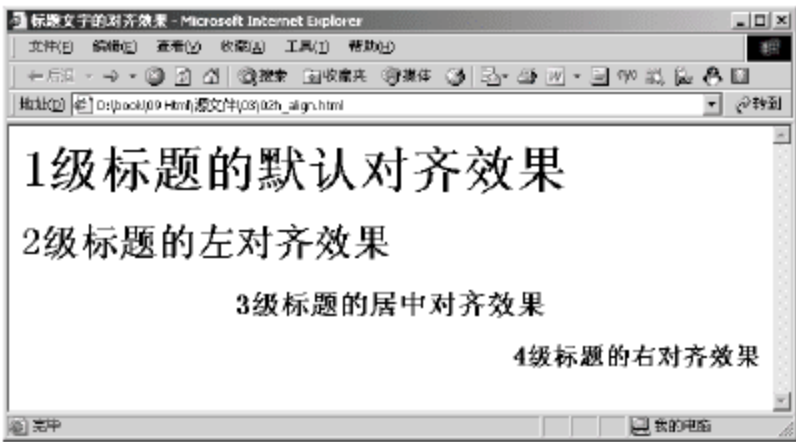 标题文字的对齐效果 - Microsoft Internet Explorer
文件(F) 编辑(E) 查看(V) 收藏(A) 工具(T) 帮助(H)
后退 搜索 收藏夹 媒体
地址(D) D:\book\09 Html\源文件\03\02h_align.html 转到
1级标题的默认对齐效果
2级标题的左对齐效果
3级标题的居中对齐效果
4级标题的右对齐效果
完毕 我的电脑